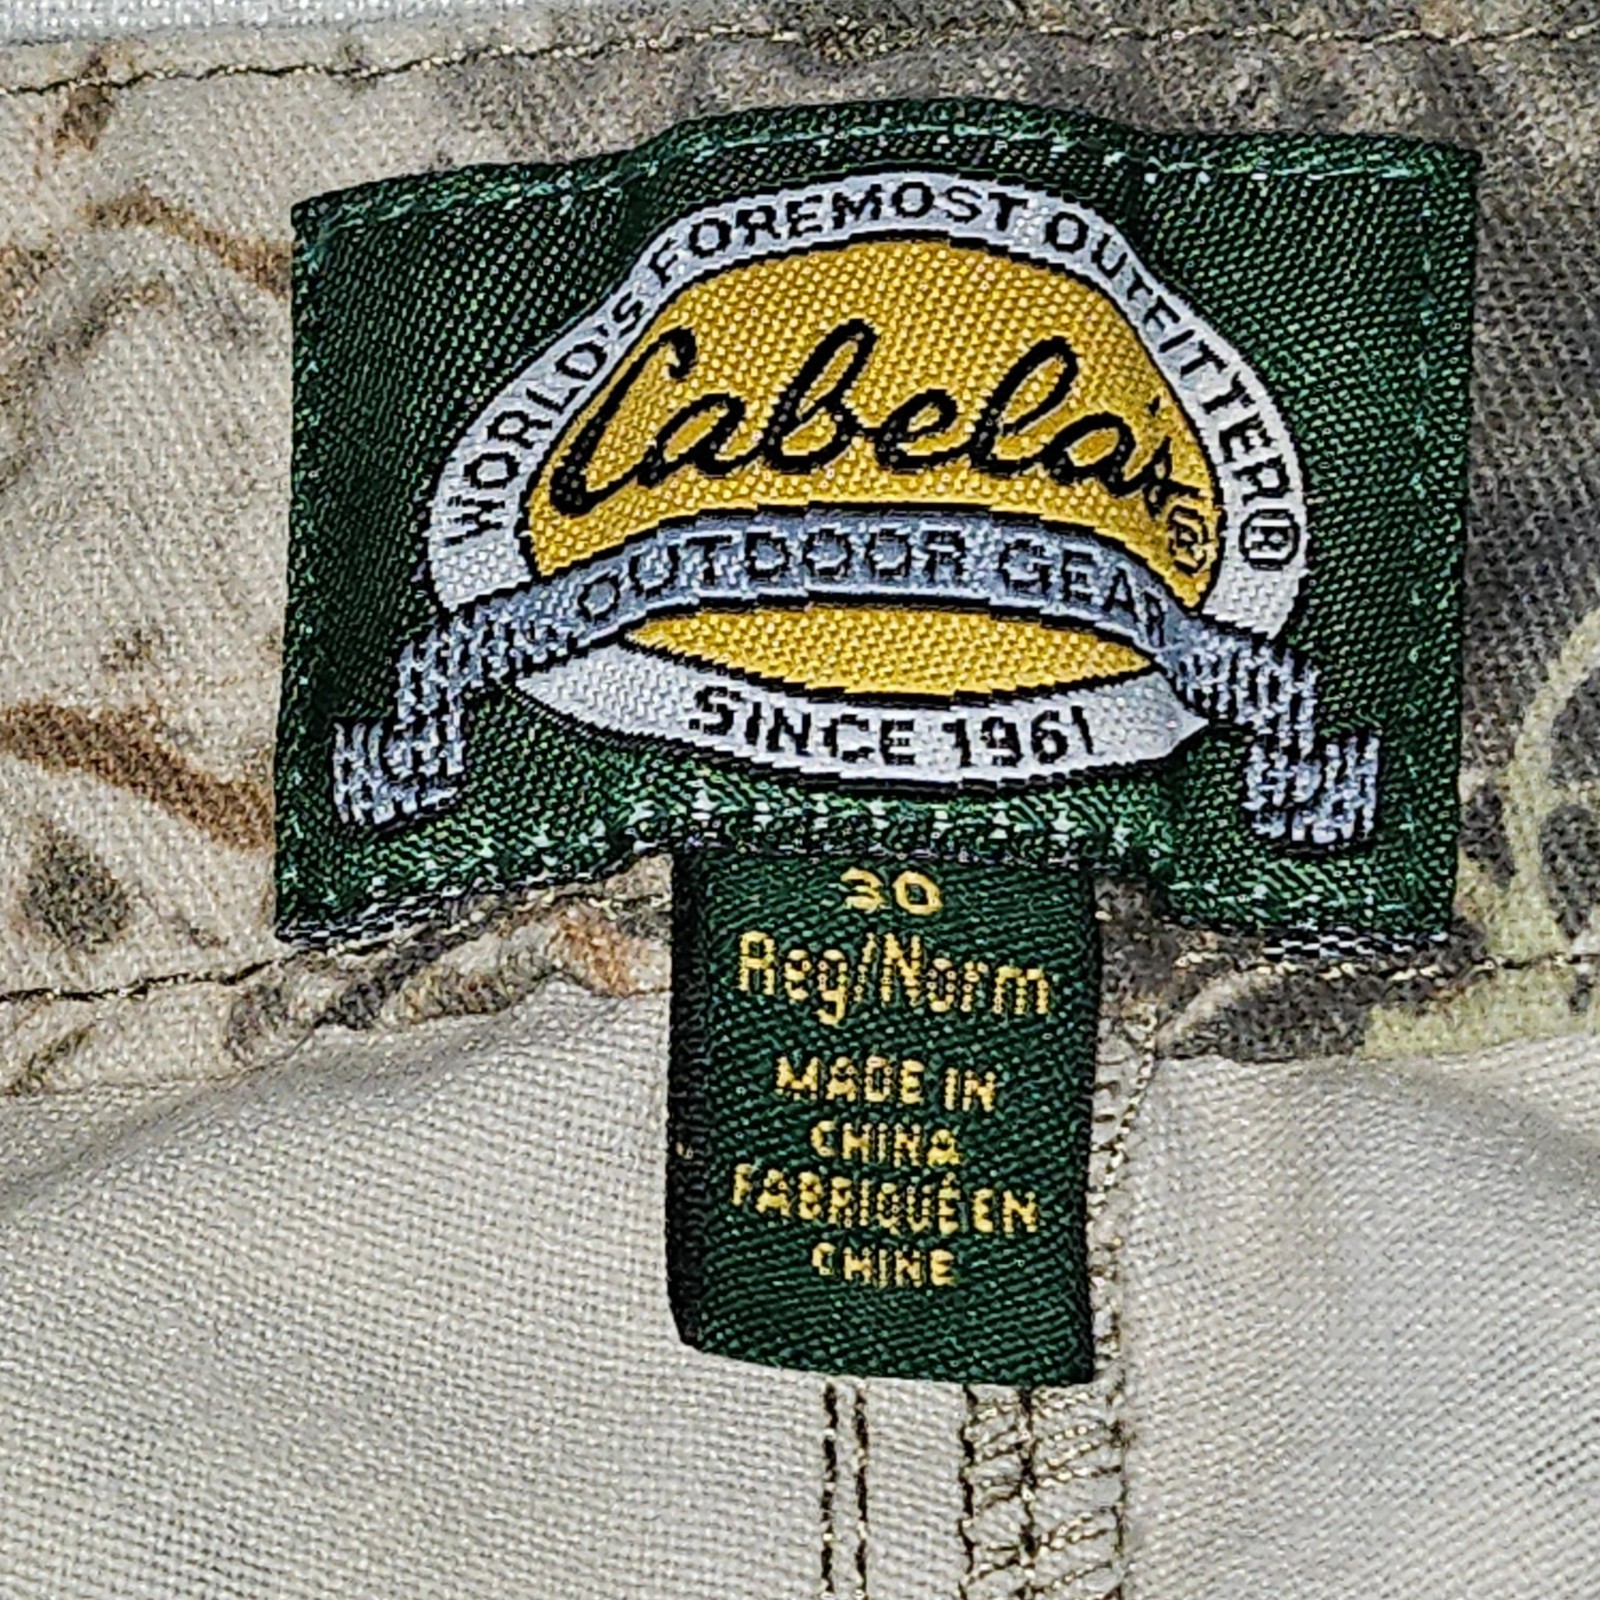 WORLD'S FOREMOST OUTFITTER®
Cabela's®
OUTDOOR GEAR
SINCE 1961
30
Reg/Norm
MADE IN
CHINA
FABRIQUÉ EN
CHINE